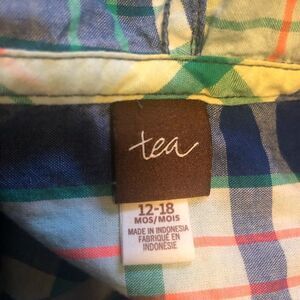 tea
12-18
MOS/MOIS
MADE IN INDONESIA
FABRIQUÉ EN
INDONÉSIE